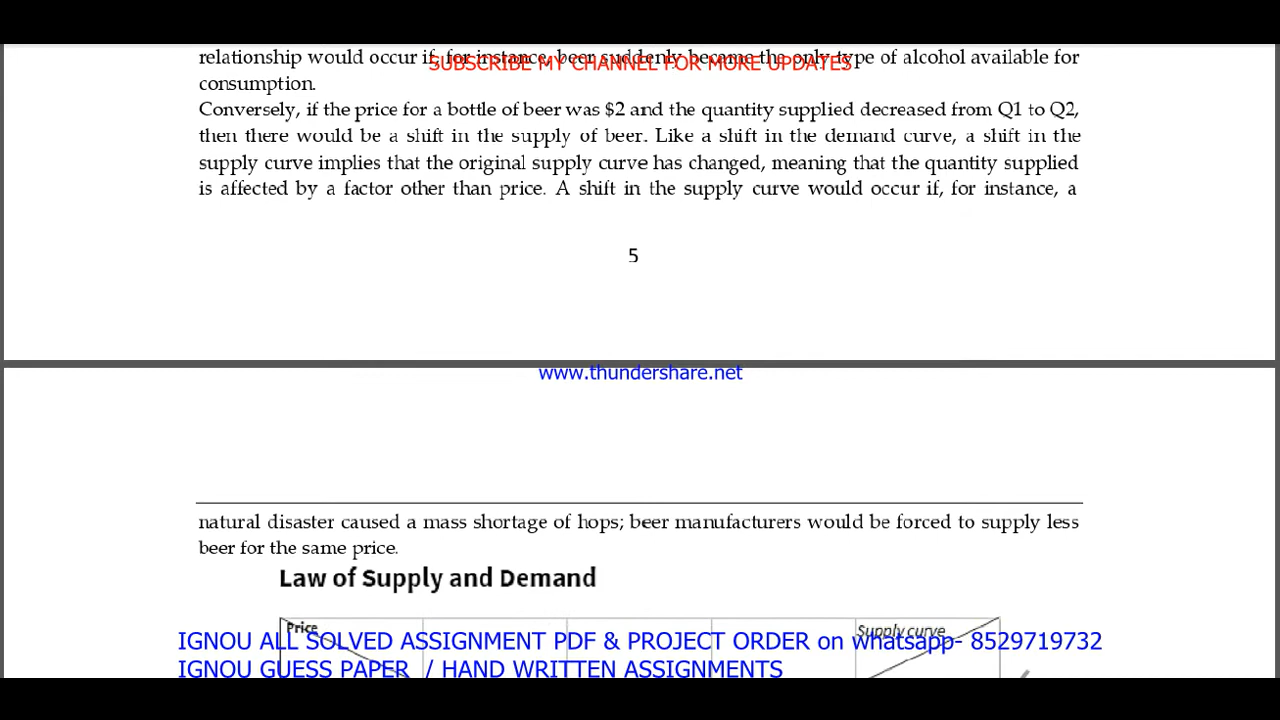 relationship would occur if, for instance, beer suddenly became the only type of alcohol available for
SUBSCRIBE MY CHANNEL FOR MORE UPDATES
consumption.
Conversely, if the price for a bottle of beer was $2 and the quantity supplied decreased from Q1 to Q2,
then there would be a shift in the supply of beer. Like a shift in the demand curve, a shift in the
supply curve implies that the original supply curve has changed, meaning that the quantity supplied
is affected by a factor other than price. A shift in the supply curve would occur if, for instance, a
5
www.thundershare.net
natural disaster caused a mass shortage of hops; beer manufacturers would be forced to supply less
beer for the same price.
Law of Supply and Demand
Price
Supply curve
IGNOU ALL SOLVED ASSIGNMENT PDF & PROJECT ORDER on whatsapp- 8529719732
IGNOU GUESS PAPER / HAND WRITTEN ASSIGNMENTS